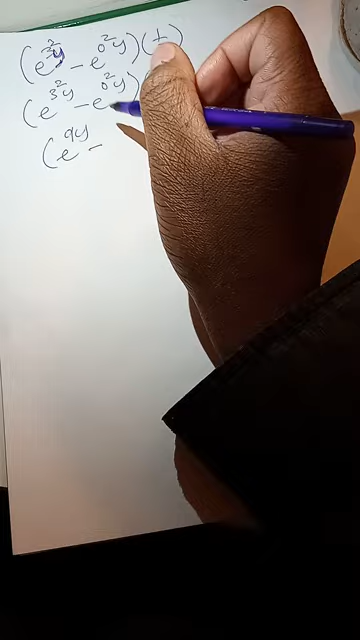 (e^{3^2y} - e^{0^2y})(1
(e^{3^2y} - e^{0^2y})
(e^{9y} -